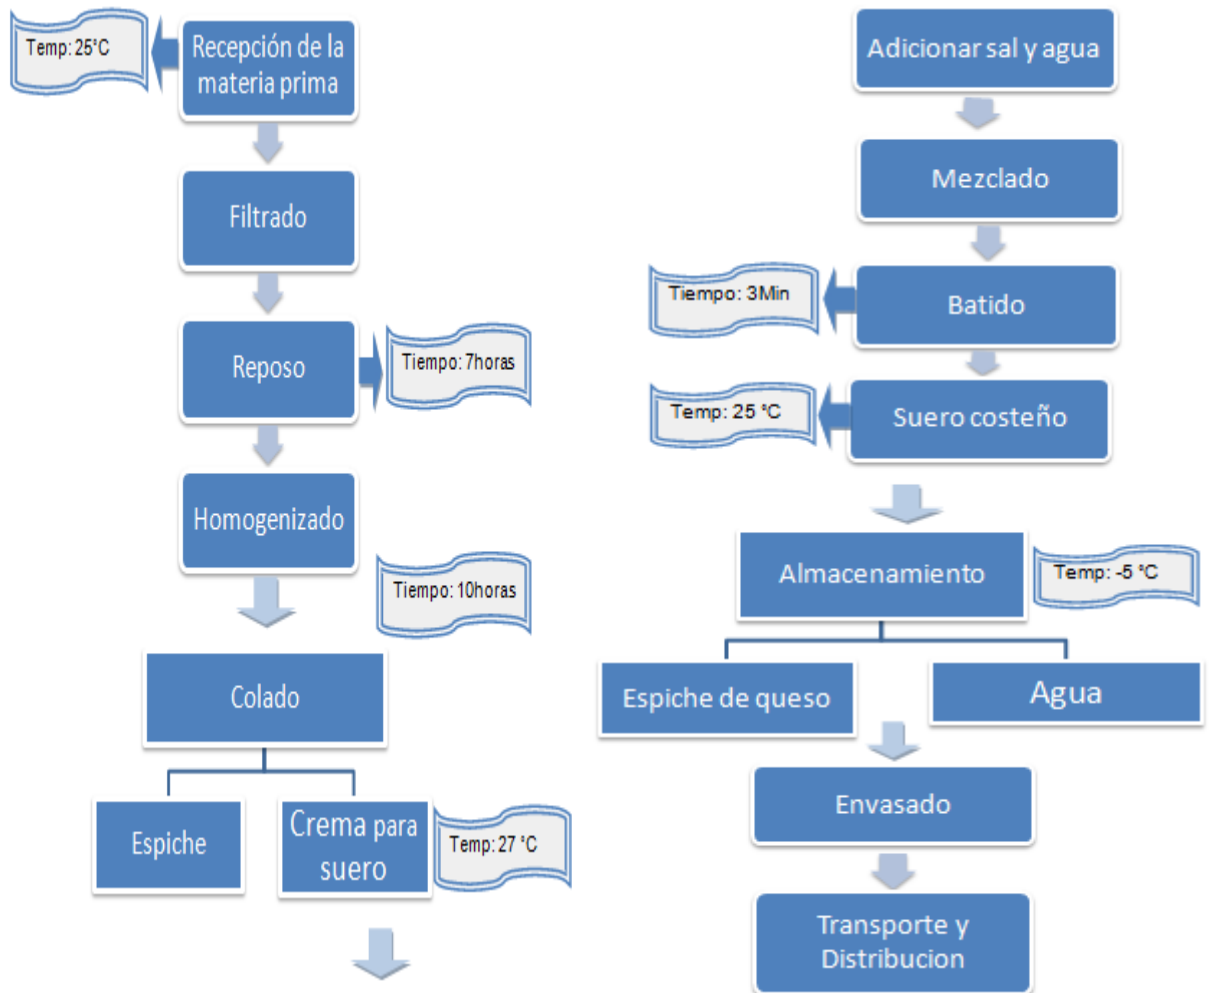 Temp: 25°C
Recepción de la
materia prima
Filtrado
Reposo
Tiempo: 7horas
Homogenizado
Tiempo: 10horas
Colado
Espiche
Crema para
suero
Temp: 27 °C
Adicionar sal y agua
Mezclado
Tiempo: 3Min
Batido
Temp: 25 °C
Suero costeño
Almacenamiento
Temp: -5 °C
Espiche de queso
Agua
Envasado
Transporte y
Distribucion